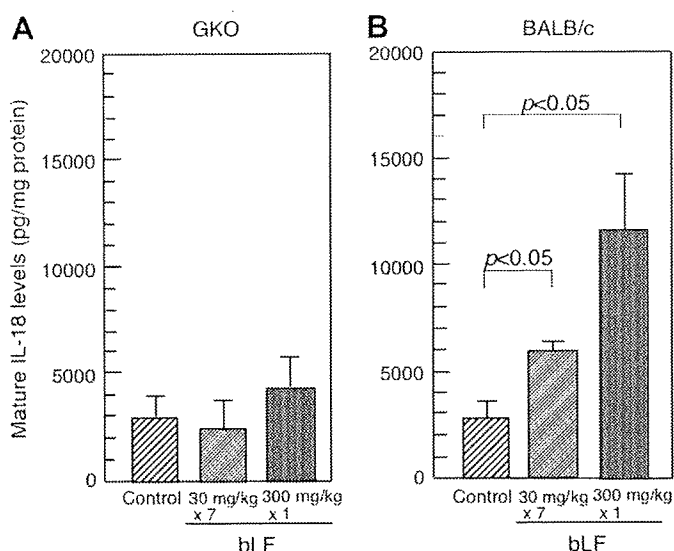 A
GKO
Mature IL-18 levels (pg/mg protein)
20000
15000
10000
5000
0
Control
30 mg/kg
x 7
300 mg/kg
x 1
bLF
B
BALB/c
20000
15000
10000
5000
0
p<0.05
p<0.05
Control
30 mg/kg
x 7
300 mg/kg
x 1
bLF